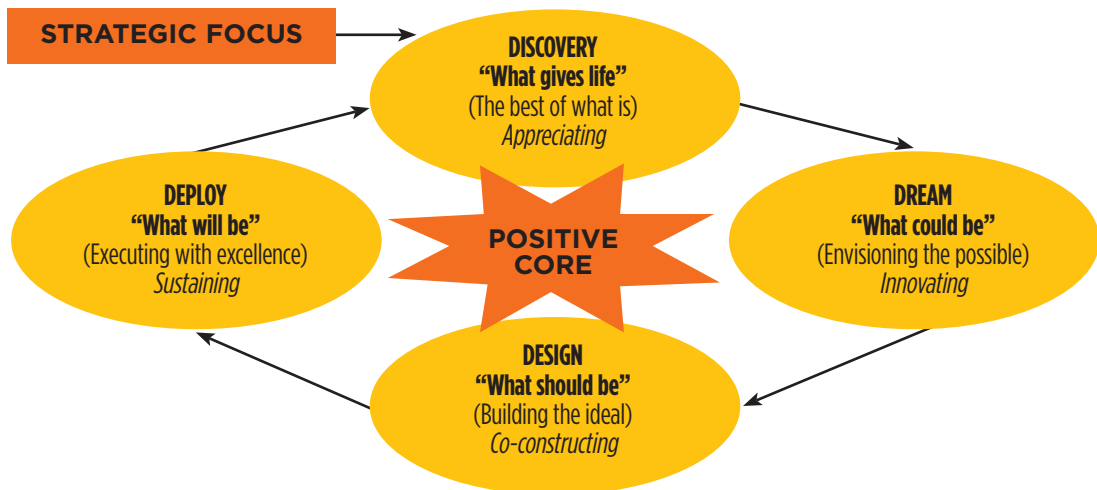 STRATEGIC FOCUS
DISCOVERY
“What gives life”
(The best of what is)
Appreciating
DREAM
“What could be”
(Envisioning the possible)
Innovating
DESIGN
“What should be”
(Building the ideal)
Co-constructing
DEPLOY
“What will be”
(Executing with excellence)
Sustaining
POSITIVE
CORE